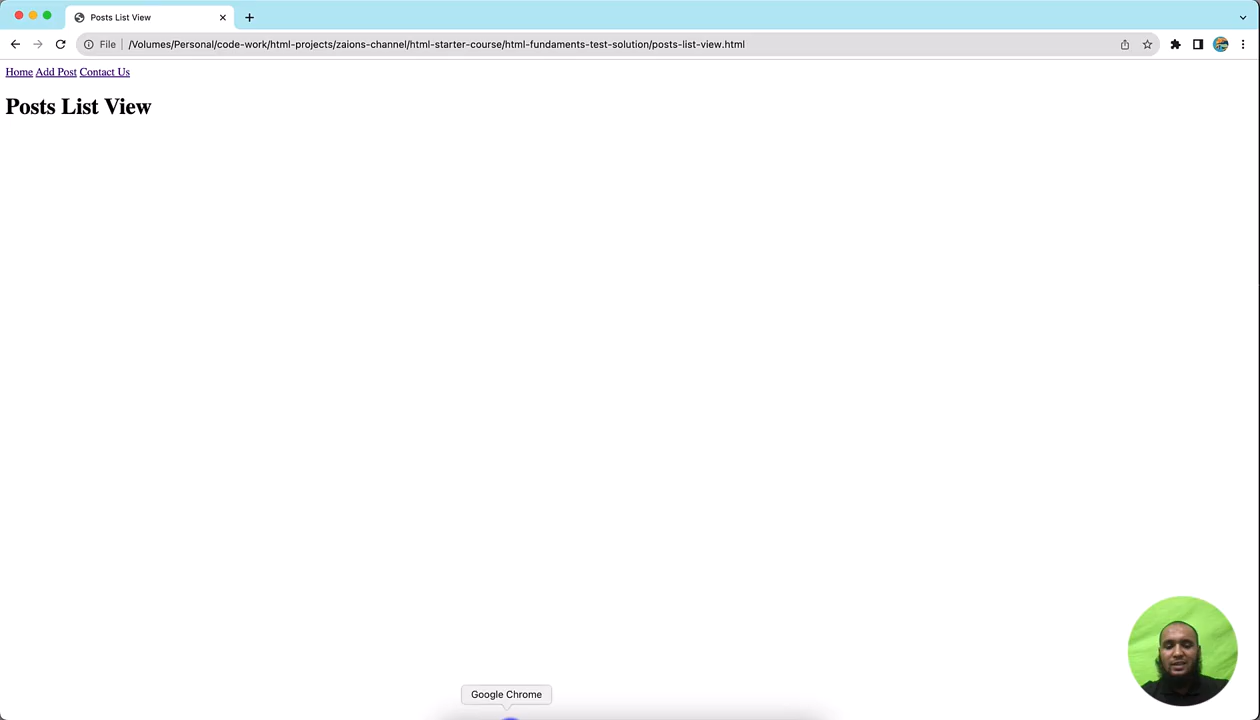 Posts List View
File /Volumes/Personal/code-work/html-projects/zaions-channel/html-starter-course/html-fundaments-test-solution/posts-list-view.html
Home Add Post Contact Us
Posts List View
Google Chrome